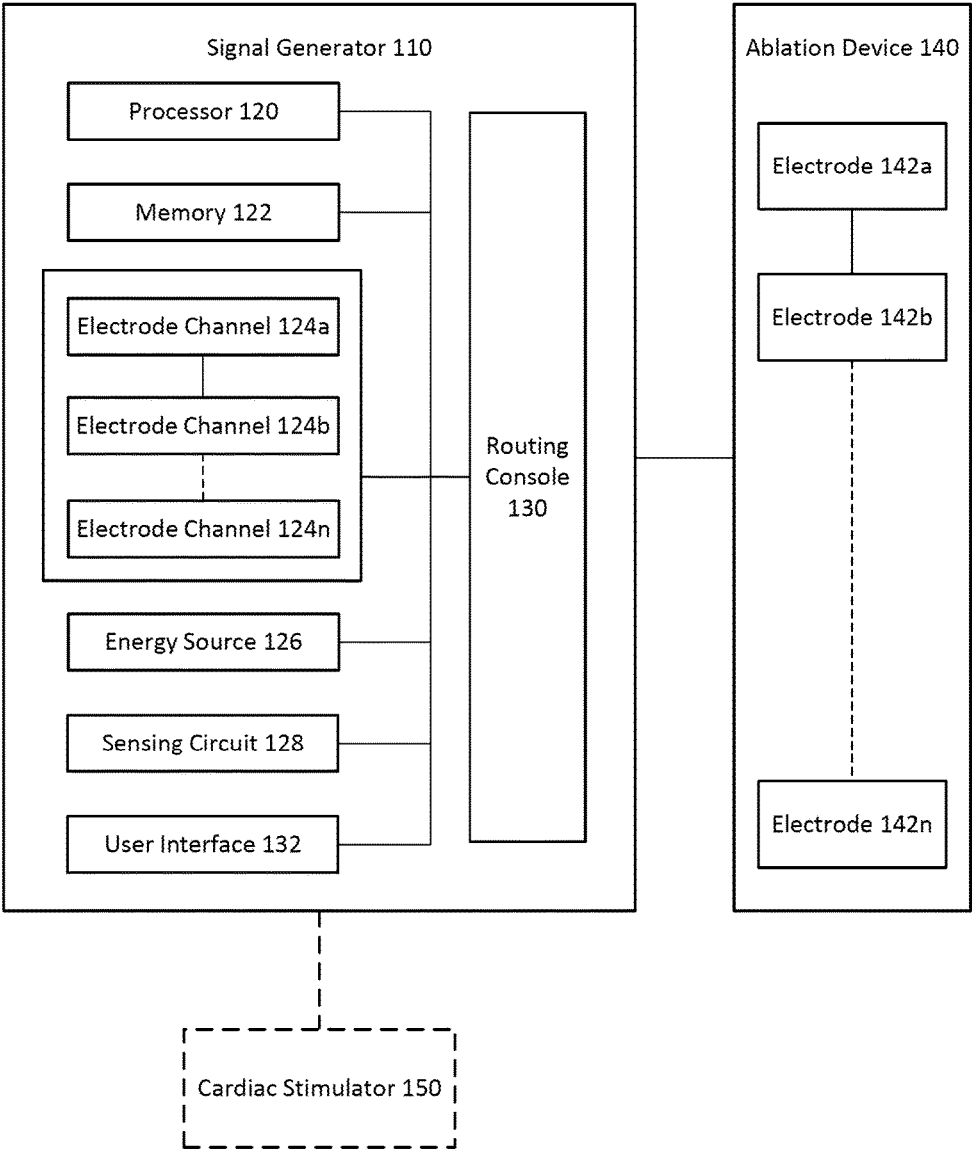 Signal Generator 110
Processor 120
Memory 122
Electrode Channel 124a
Electrode Channel 124b
Electrode Channel 124n
Energy Source 126
Sensing Circuit 128
User Interface 132
Routing
Console
130
Ablation Device 140
Electrode 142a
Electrode 142b
Electrode 142n
Cardiac Stimulator 150